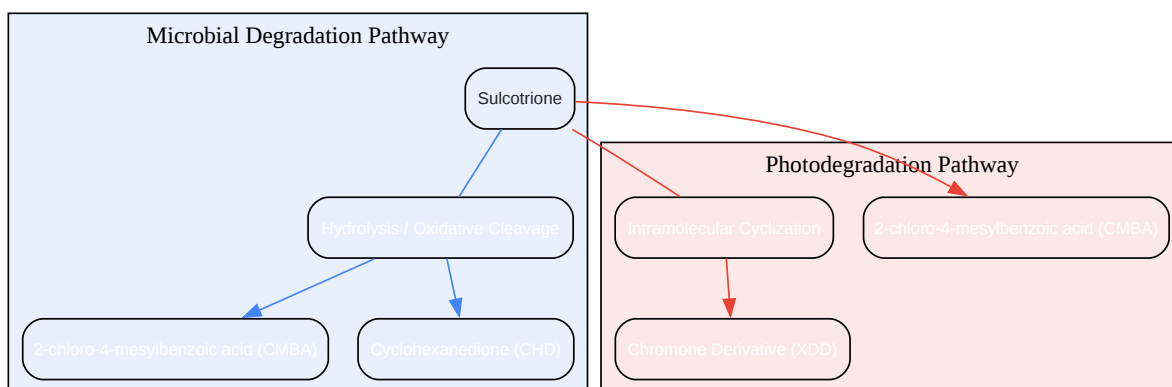 Microbial Degradation Pathway
Sulcotrione
Photodegradation Pathway
Hydrolysis / Oxidative Cleavage
Intramolecular Cyclization
2-chloro-4-mesylbenzoic acid (CMBA)
2-chloro-4-mesylbenzoic acid (CMBA)
Cyclohexanedione (CHD)
Chromone Derivative (XDD)